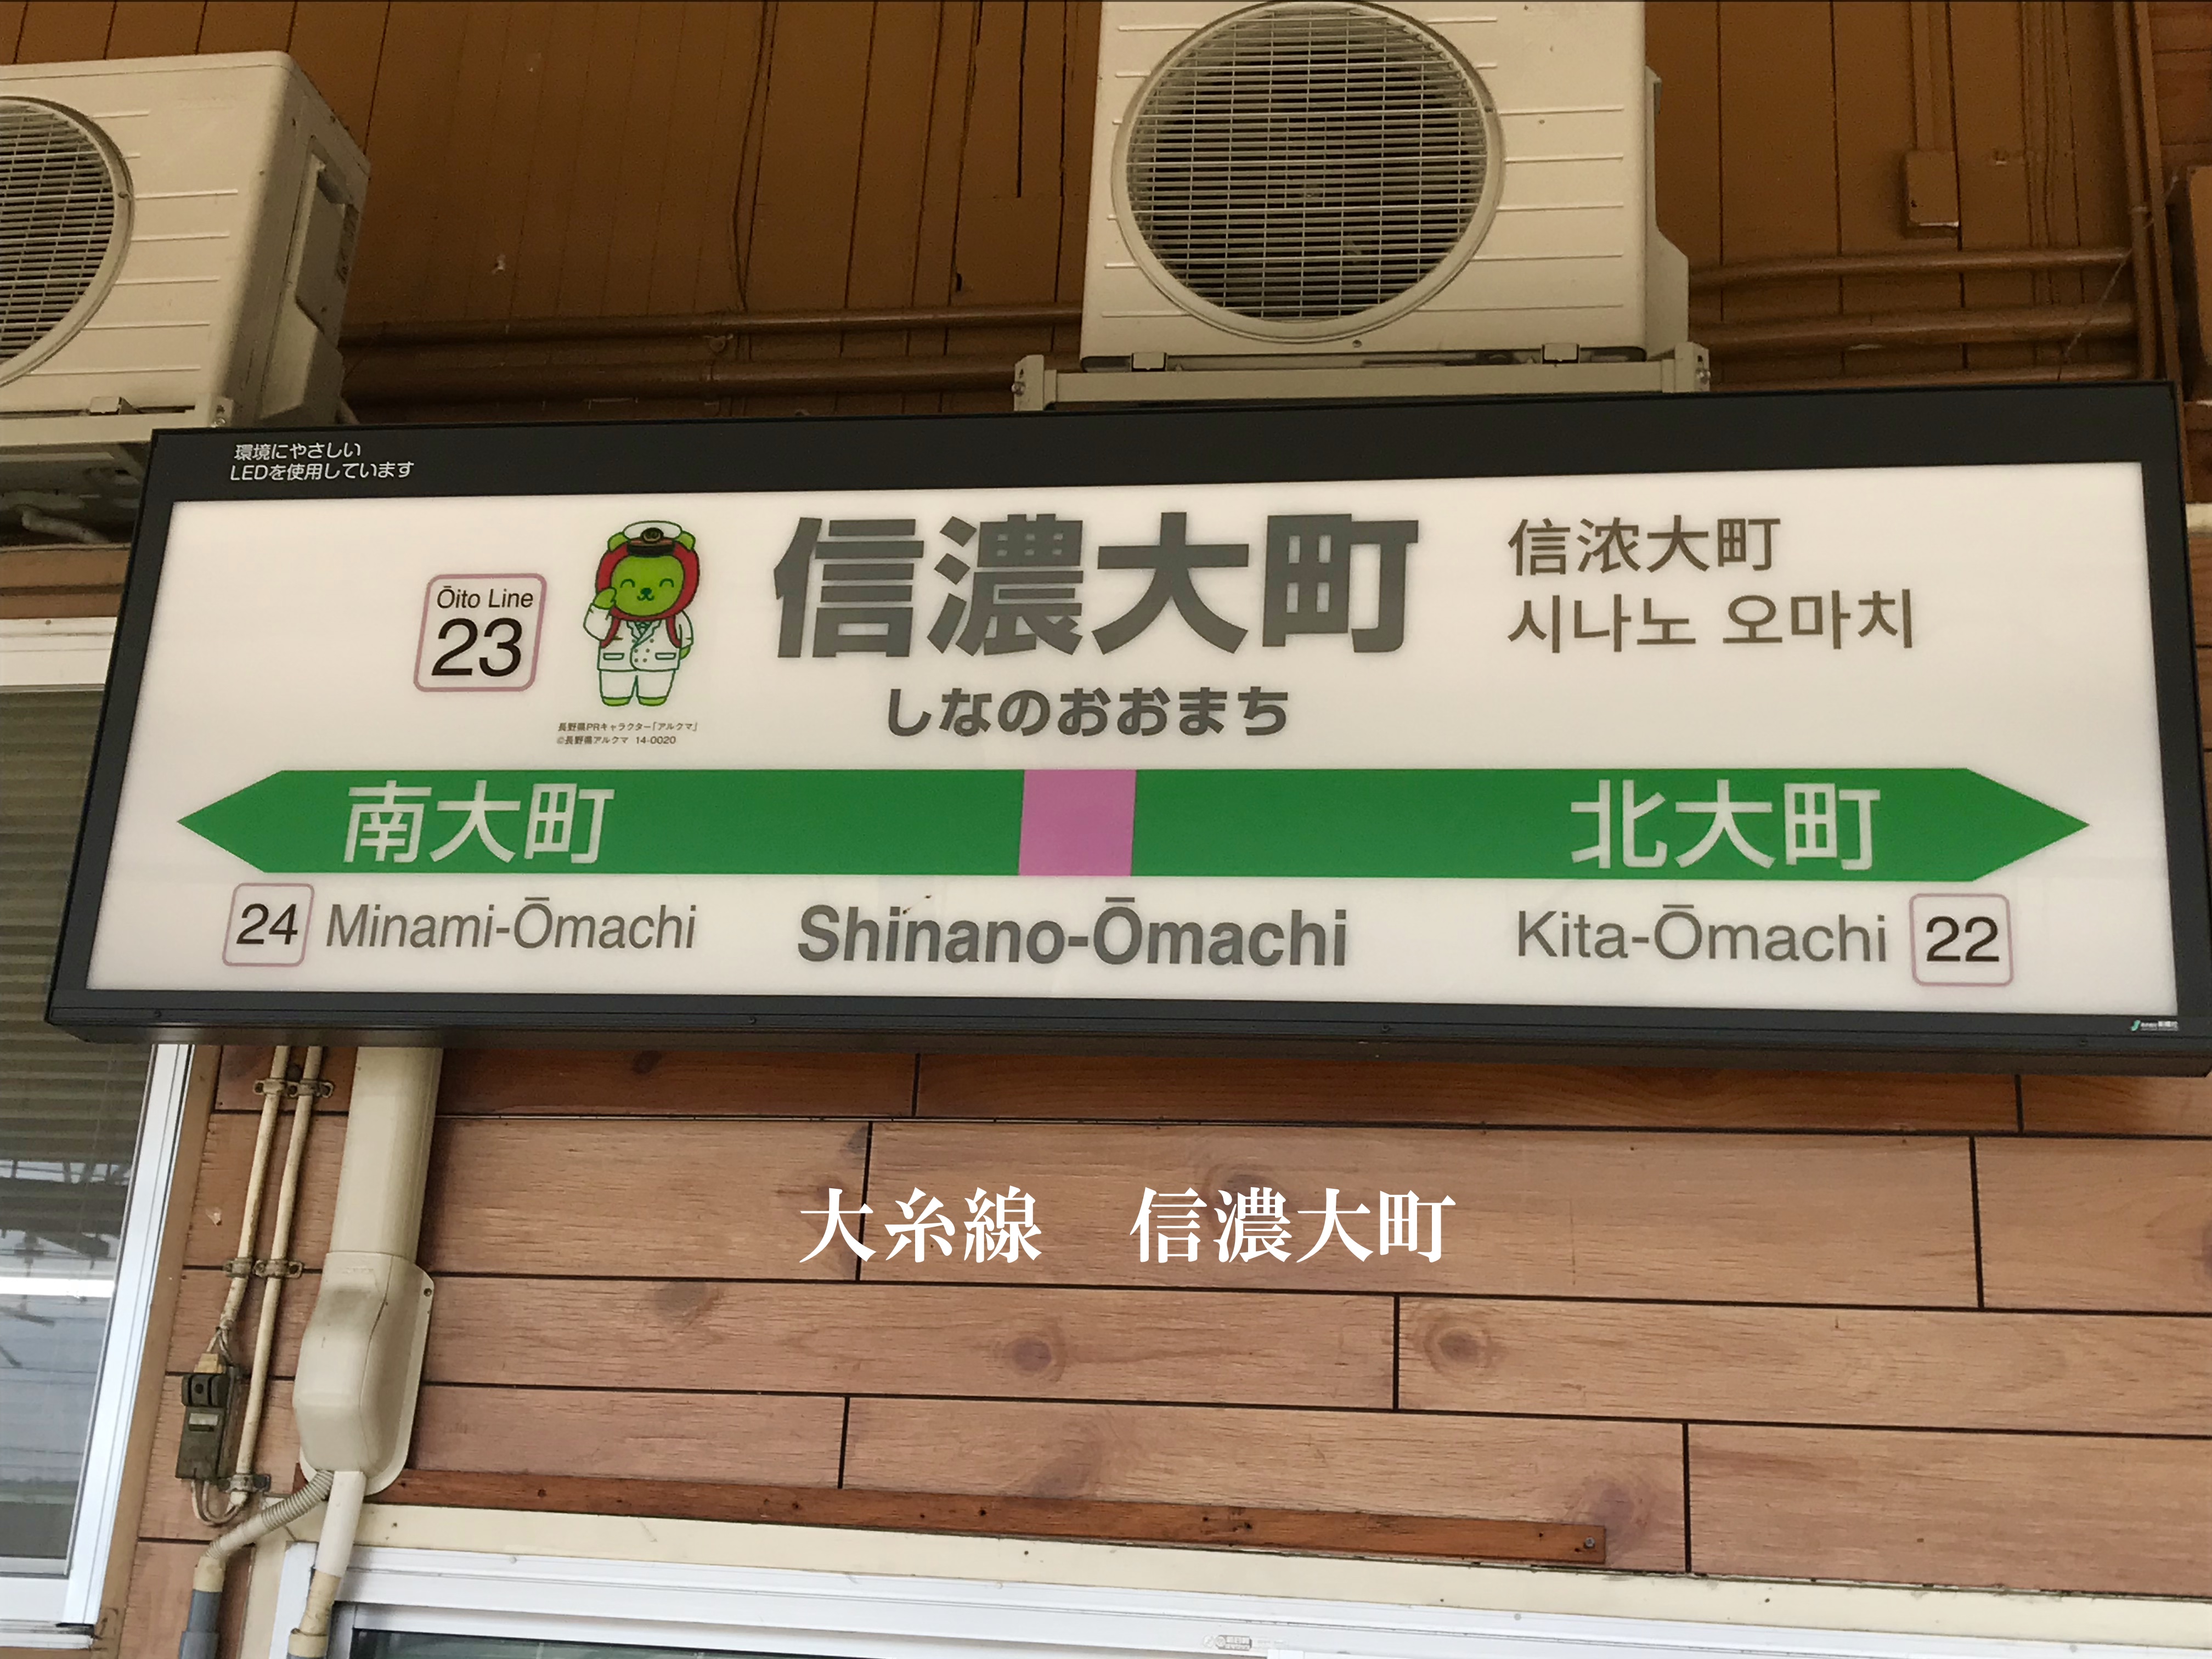 環境にやさしい
LEDを使用しています
Ōito Line
23
長野県PRキャラクター「アルクマ」
©長野県アルクマ 14-0020
信濃大町
しなのおおまち
信浓大町
시나노 오마치
南大町
北大町
24 Minami-Ōmachi
Shinano-Ōmachi
Kita-Ōmachi 22
大糸線　信濃大町